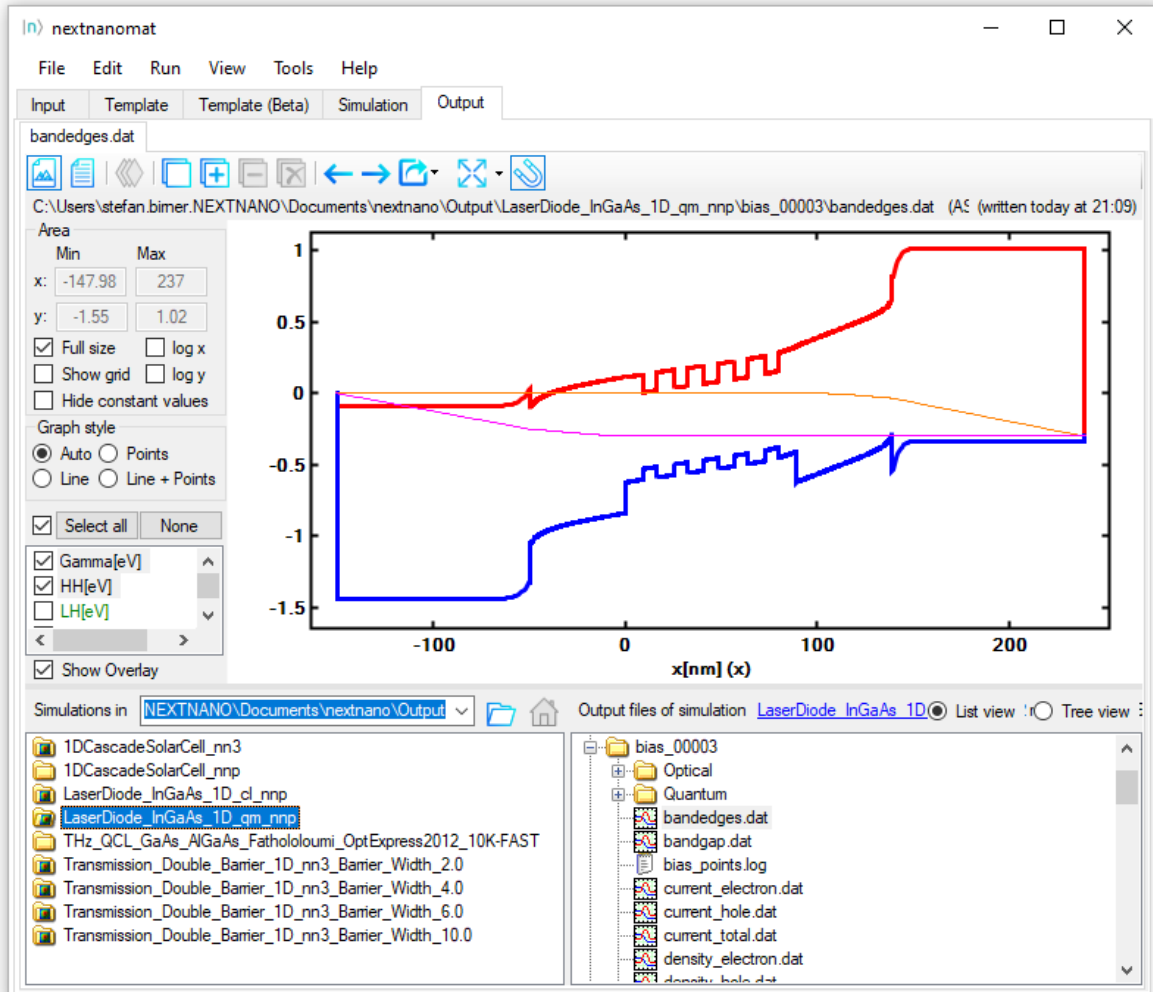 |n⟩ nextnanomat
File Edit Run View Tools Help
Input Template Template (Beta) Simulation Output
bandedges.dat
C:\Users\stefan.birner.NEXTNANO\Documents\nextnano\Output\LaserDiode_InGaAs_1D_qm_nnp\bias_00003\bandedges.dat (AS (written today at 21:09)
Area
Min Max
x: -147.98 237
y: -1.55 1.02
Full size log x
Show grid log y
Hide constant values
Graph style
Auto Points
Line Line + Points
Select all None
Gamma[eV]
HH[eV]
LH[eV]
Show Overlay
1
0.5
0
-0.5
-1
-1.5
-100 0 100 200
x[nm] (x)
Simulations in NEXTNANO\Documents\nextnano\Output
Output files of simulation LaserDiode_InGaAs_1D List view Tree view
1DCascadeSolarCell_nn3
1DCascadeSolarCell_nnp
LaserDiode_InGaAs_1D_cl_nnp
LaserDiode_InGaAs_1D_qm_nnp
THz_QCL_GaAs_AlGaAs_Fathololoumi_OptExpress2012_10K-FAST
Transmission_Double_Barrier_1D_nn3_Barrier_Width_2.0
Transmission_Double_Barrier_1D_nn3_Barrier_Width_4.0
Transmission_Double_Barrier_1D_nn3_Barrier_Width_6.0
Transmission_Double_Barrier_1D_nn3_Barrier_Width_10.0
bias_00003
Optical
Quantum
bandedges.dat
bandgap.dat
bias_points.log
current_electron.dat
current_hole.dat
current_total.dat
density_electron.dat
density_hole.dat